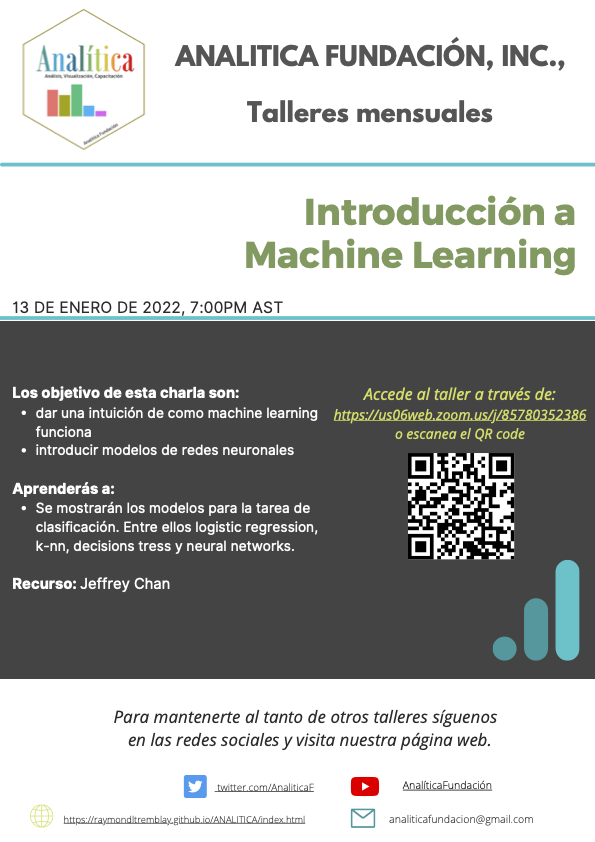 Analítica
Análisis, Visualización, Capacitación
Analítica Fundación
ANALITICA FUNDACIÓN, INC.,
Talleres mensuales
Introducción a
Machine Learning
13 DE ENERO DE 2022, 7:00PM AST
Los objetivo de esta charla son:
• dar una intuición de como machine learning
funciona
• introducir modelos de redes neuronales
Aprenderás a:
• Se mostrarán los modelos para la tarea de
clasificación. Entre ellos logistic regression,
k-nn, decisions tress y neural networks.
Recurso: Jeffrey Chan
Accede al taller a través de:
https://us06web.zoom.us/j/85780352386
o escanea el QR code
Para mantenerte al tanto de otros talleres síguenos
en las redes sociales y visita nuestra página web.
twitter.com/AnaliticaF
AnalíticaFundación
https://raymondltremblay.github.io/ANALITICA/index.html
analiticafundacion@gmail.com